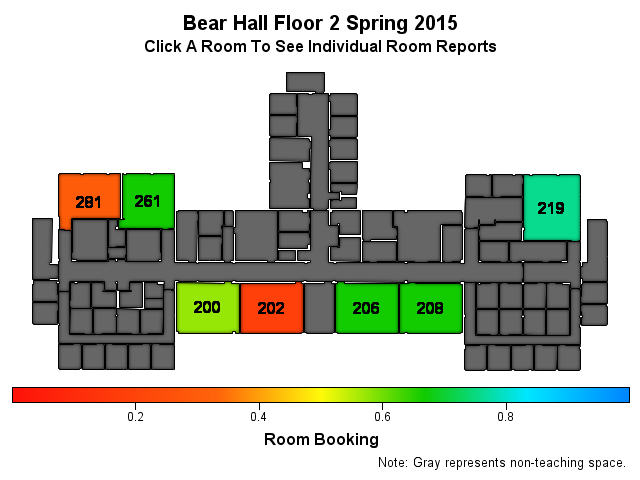 Bear Hall Floor 2 Spring 2015
Click A Room To See Individual Room Reports
281
261
219
200
202
206
208
0.2
0.4
0.6
0.8
Room Booking
Note: Gray represents non-teaching space.